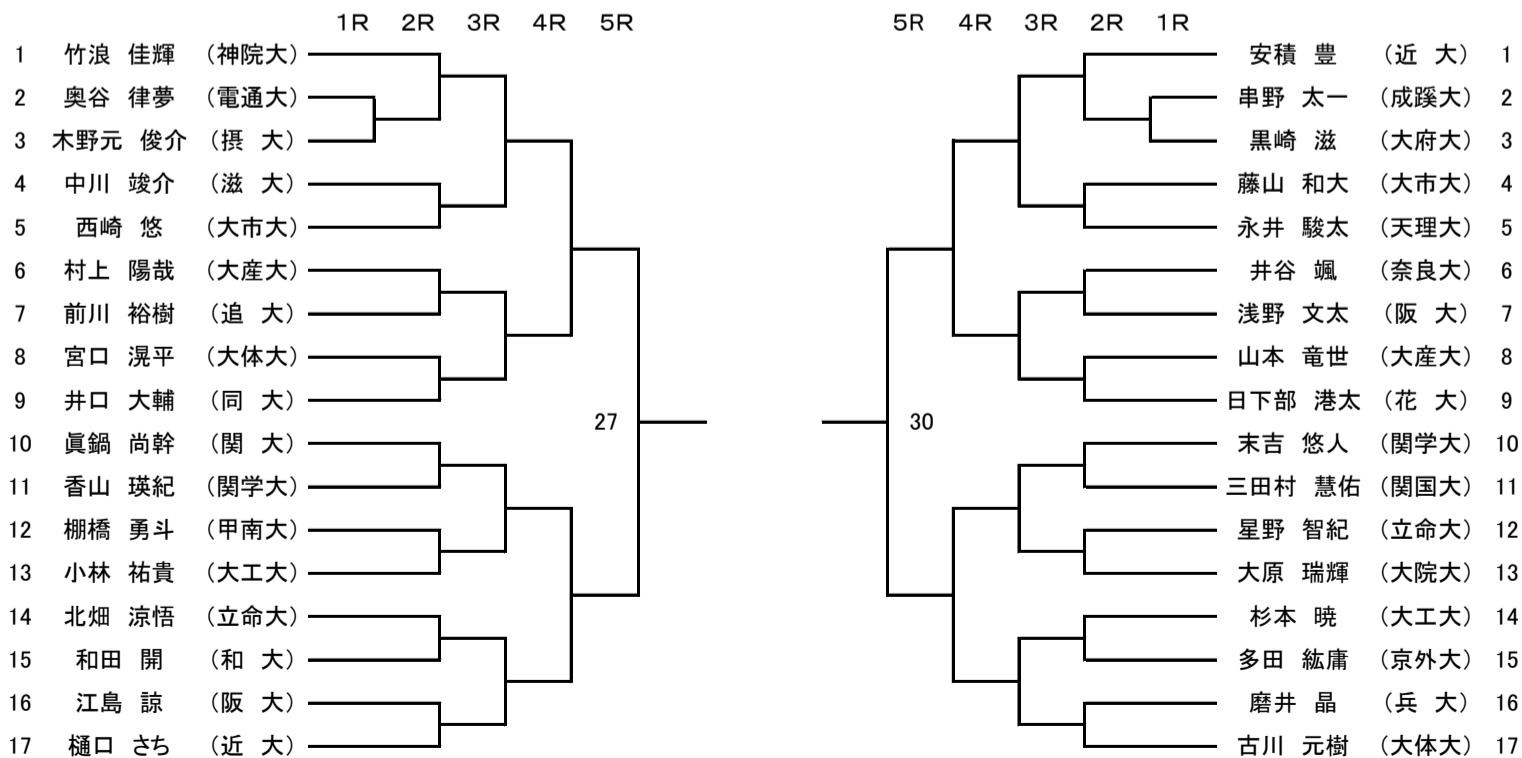 1R 2R 3R 4R 5R
1 竹浪 佳輝 (神院大)
2 奥谷 律夢 (電通大)
3 木野元 俊介 (摂 大)
4 中川 竣介 (滋 大)
5 西崎 悠 (大市大)
6 村上 陽哉 (大産大)
7 前川 裕樹 (追 大)
8 宮口 滉平 (大体大)
9 井口 大輔 (同 大)
27
10 眞鍋 尚幹 (関 大)
11 香山 瑛紀 (関学大)
12 棚橋 勇斗 (甲南大)
13 小林 祐貴 (大工大)
14 北畑 涼悟 (立命大)
15 和田 開 (和 大)
16 江島 諒 (阪 大)
17 樋口 さち (近 大)
5R 4R 3R 2R 1R
安積 豊 (近 大) 1
串野 太一 (成蹊大) 2
黒崎 滋 (大府大) 3
藤山 和大 (大市大) 4
永井 駿太 (天理大) 5
井谷 颯 (奈良大) 6
浅野 文太 (阪 大) 7
山本 竜世 (大産大) 8
日下部 港太 (花 大) 9
30
末吉 悠人 (関学大) 10
三田村 慧佑 (関国大) 11
星野 智紀 (立命大) 12
大原 瑞輝 (大院大) 13
杉本 暁 (大工大) 14
多田 紘庸 (京外大) 15
磨井 晶 (兵 大) 16
古川 元樹 (大体大) 17